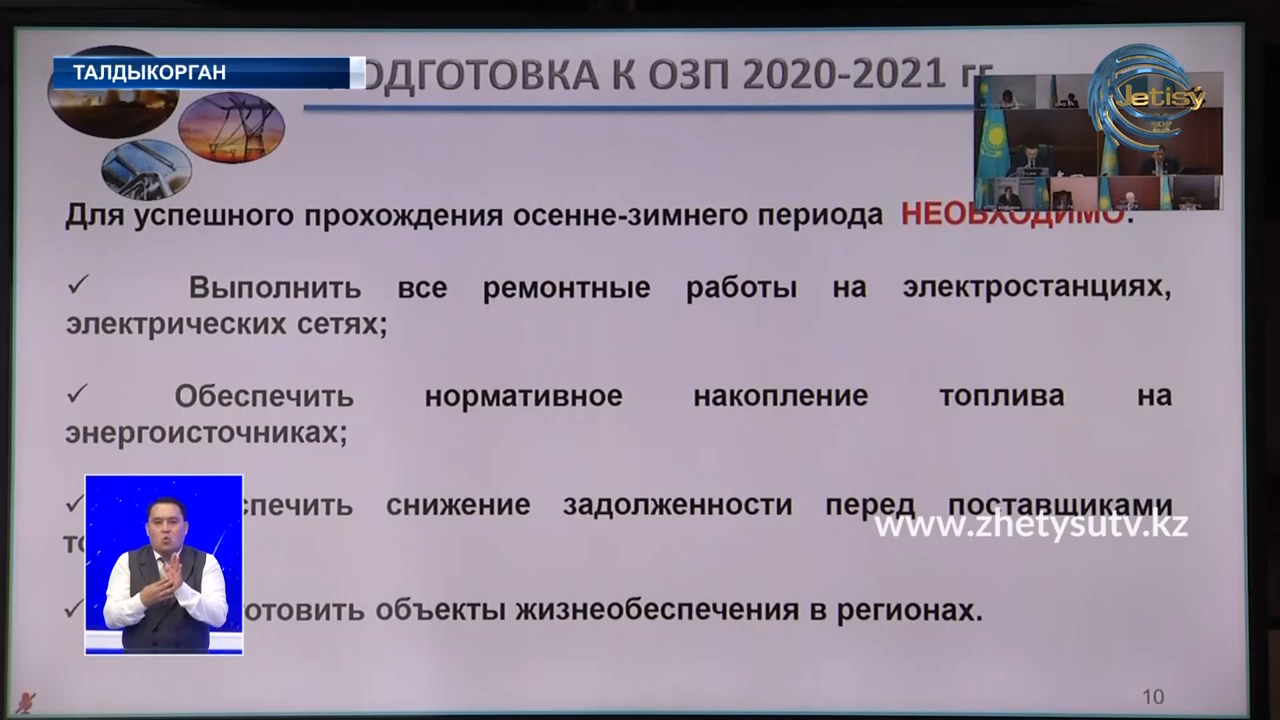 ТАЛДЫКОРГАН
ОДГОТОВКА К ОЗП 2020-2021 гг
Jetisý
Для успешного прохождения осенне-зимнего периода НЕОБХОДИМО:
✓ Выполнить все ремонтные работы на электростанциях,
электрических сетях;
✓ Обеспечить нормативное накопление топлива на
энергоисточниках;
✓ спечить снижение задолженности перед поставщиками
www.zhetysutv.kz
✓ отовить объекты жизнеобеспечения в регионах.
10